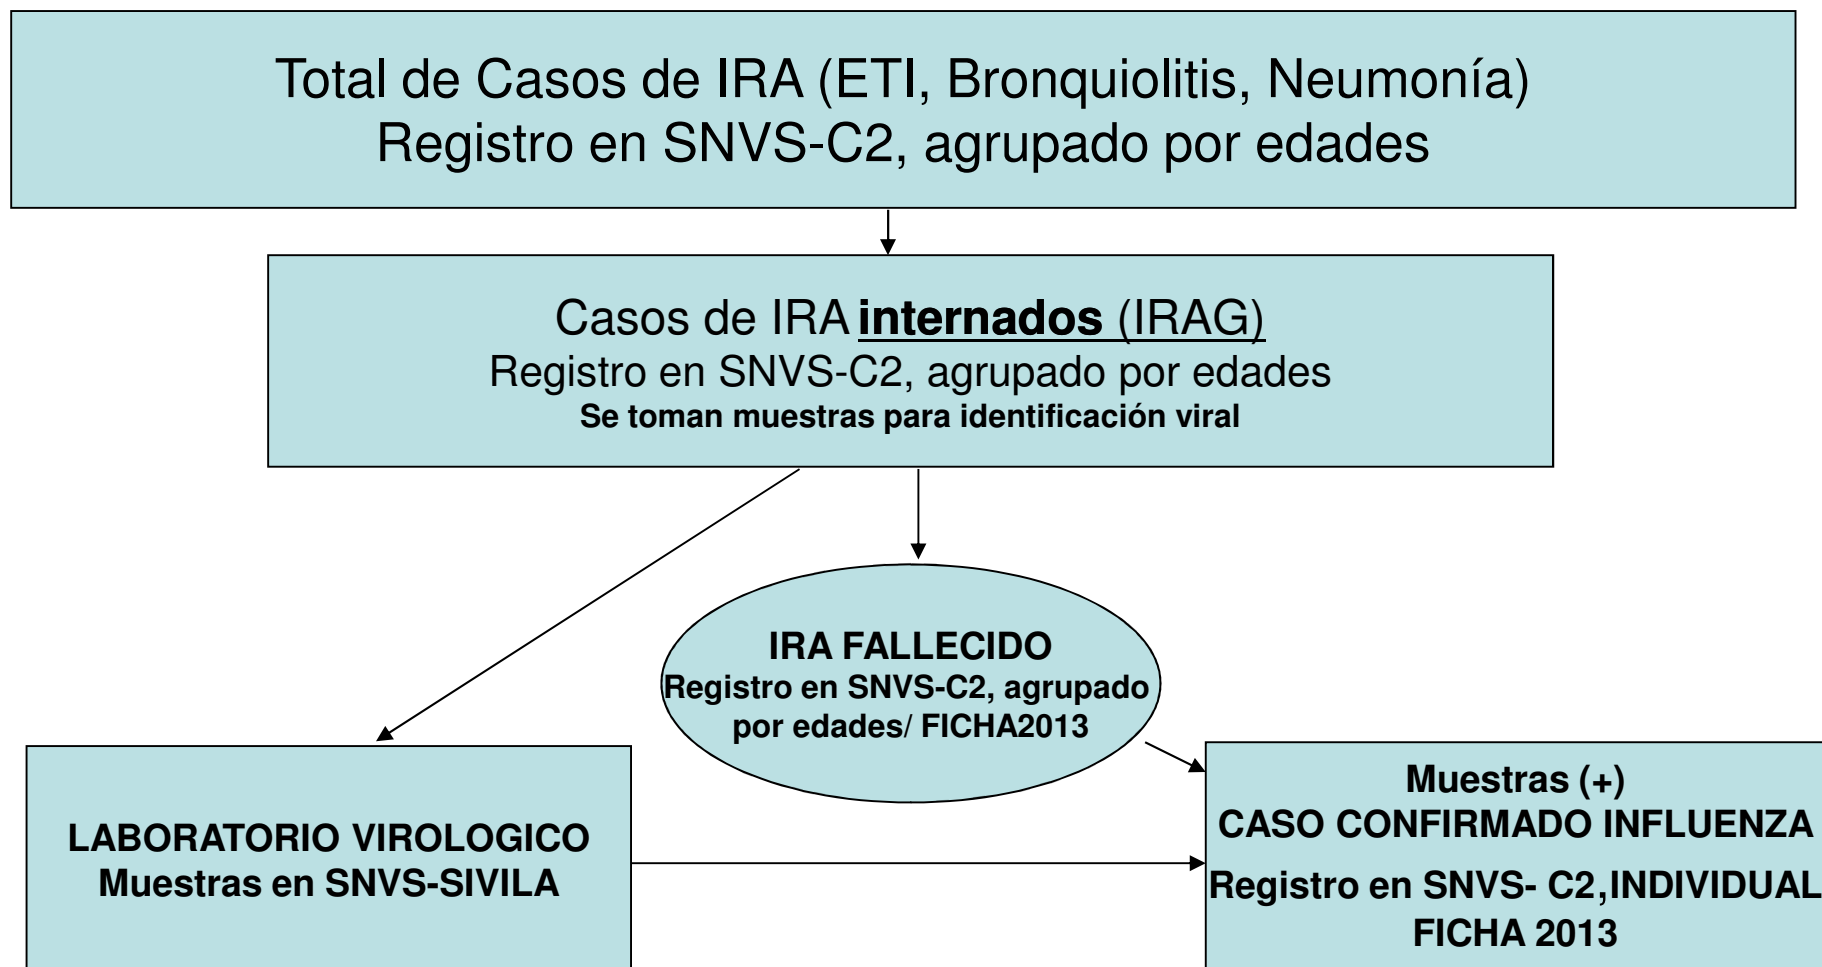 Total de Casos de IRA (ETI, Bronquiolitis, Neumonía)
Registro en SNVS-C2, agrupado por edades
Casos de IRA internados (IRAG)
Registro en SNVS-C2, agrupado por edades
Se toman muestras para identificación viral
IRA FALLECIDO
Registro en SNVS-C2, agrupado
por edades/ FICHA2013
LABORATORIO VIROLOGICO
Muestras en SNVS-SIVILA
Muestras (+)
CASO CONFIRMADO INFLUENZA
Registro en SNVS- C2,INDIVIDUAL
FICHA 2013